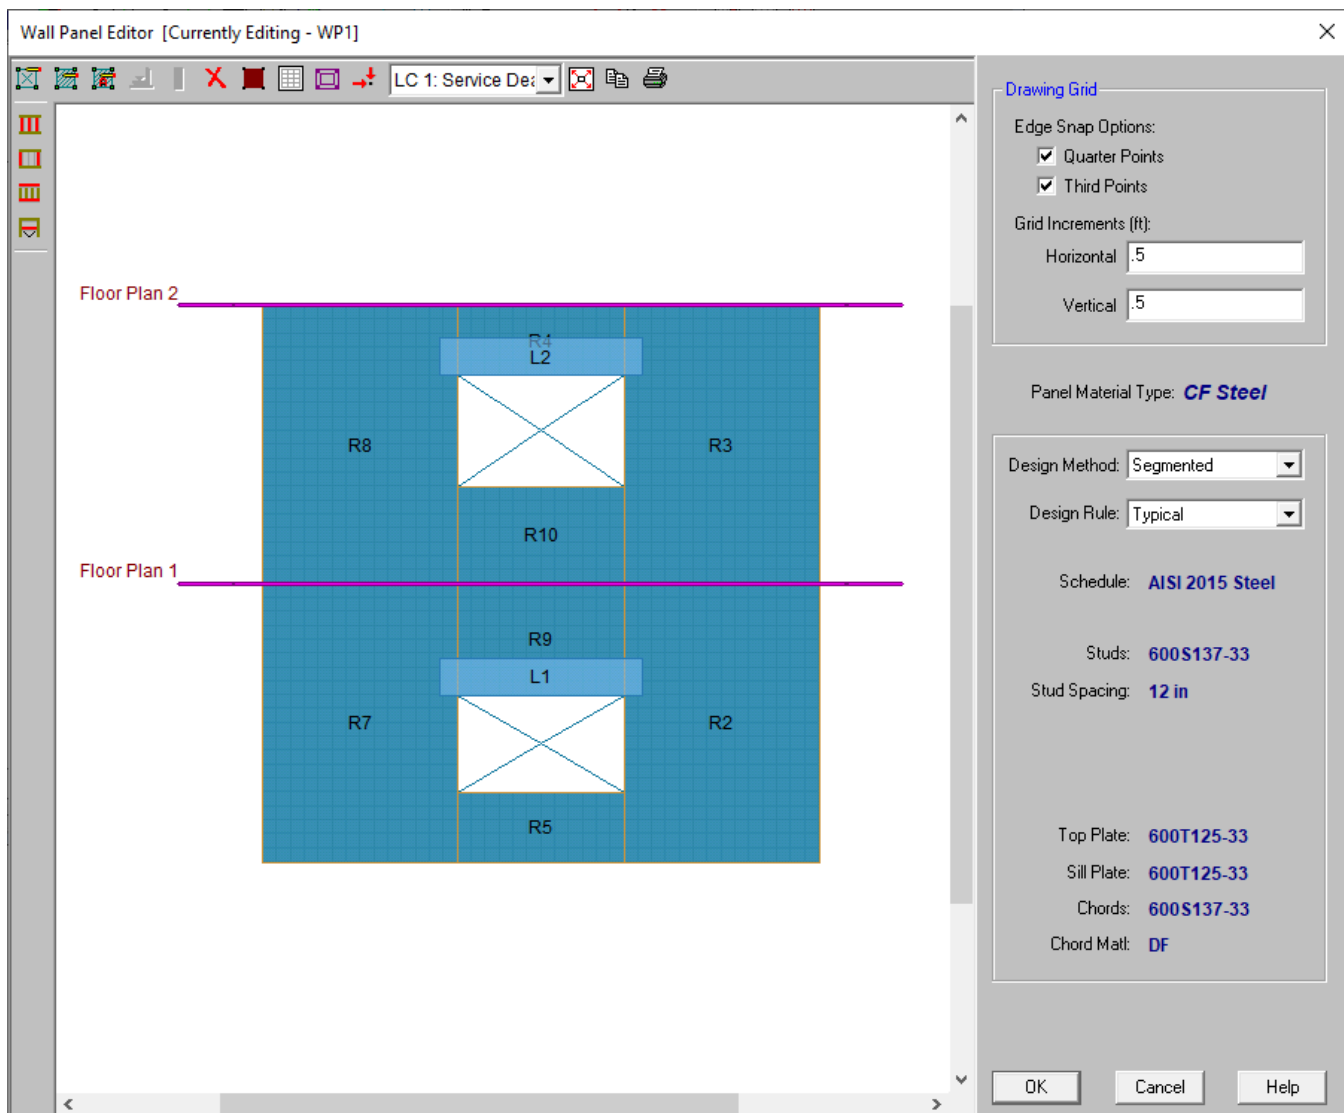 Wall Panel Editor [Currently Editing - WP1]
LC 1: Service Dea
Drawing Grid
Edge Snap Options:
Quarter Points
Third Points
Grid Increments (ft):
Horizontal .5
Vertical .5
Floor Plan 2
R4
L2
R8
R3
R10
Floor Plan 1
R9
L1
R7
R2
R5
Panel Material Type: CF Steel
Design Method: Segmented
Design Rule: Typical
Schedule: AISI 2015 Steel
Studs: 600S137-33
Stud Spacing: 12 in
Top Plate: 600T125-33
Sill Plate: 600T125-33
Chords: 600S137-33
Chord Matl: DF
OK Cancel Help